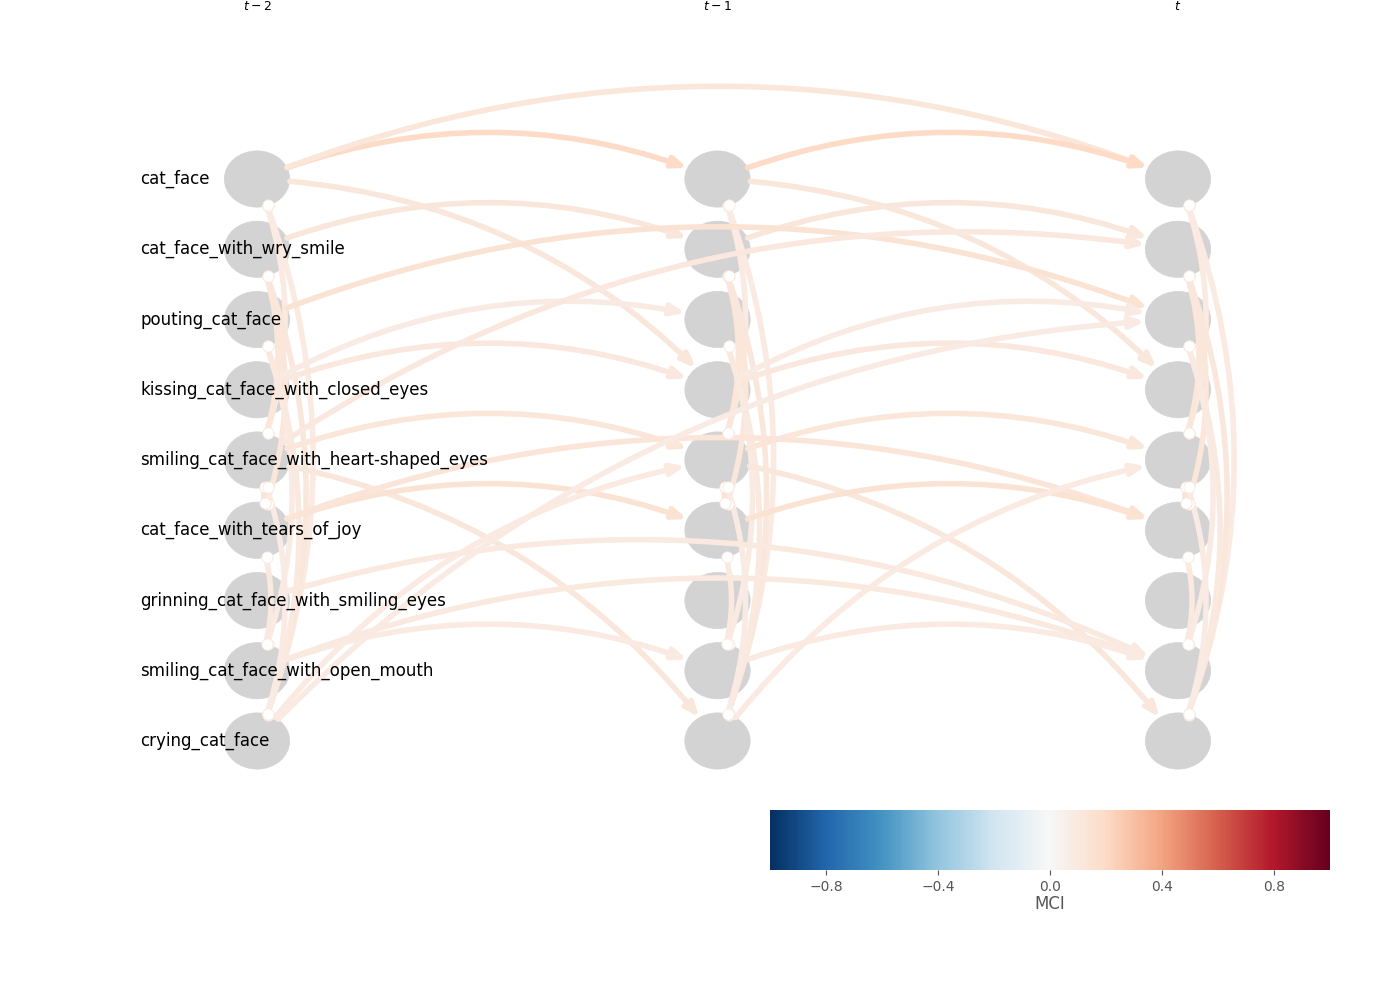 t − 2 t − 1 t
cat_face
cat_face_with_wry_smile
pouting_cat_face
kissing_cat_face_with_closed_eyes
smiling_cat_face_with_heart-shaped_eyes
cat_face_with_tears_of_joy
grinning_cat_face_with_smiling_eyes
smiling_cat_face_with_open_mouth
crying_cat_face
−0.8 −0.4 0.0 0.4 0.8
MCI